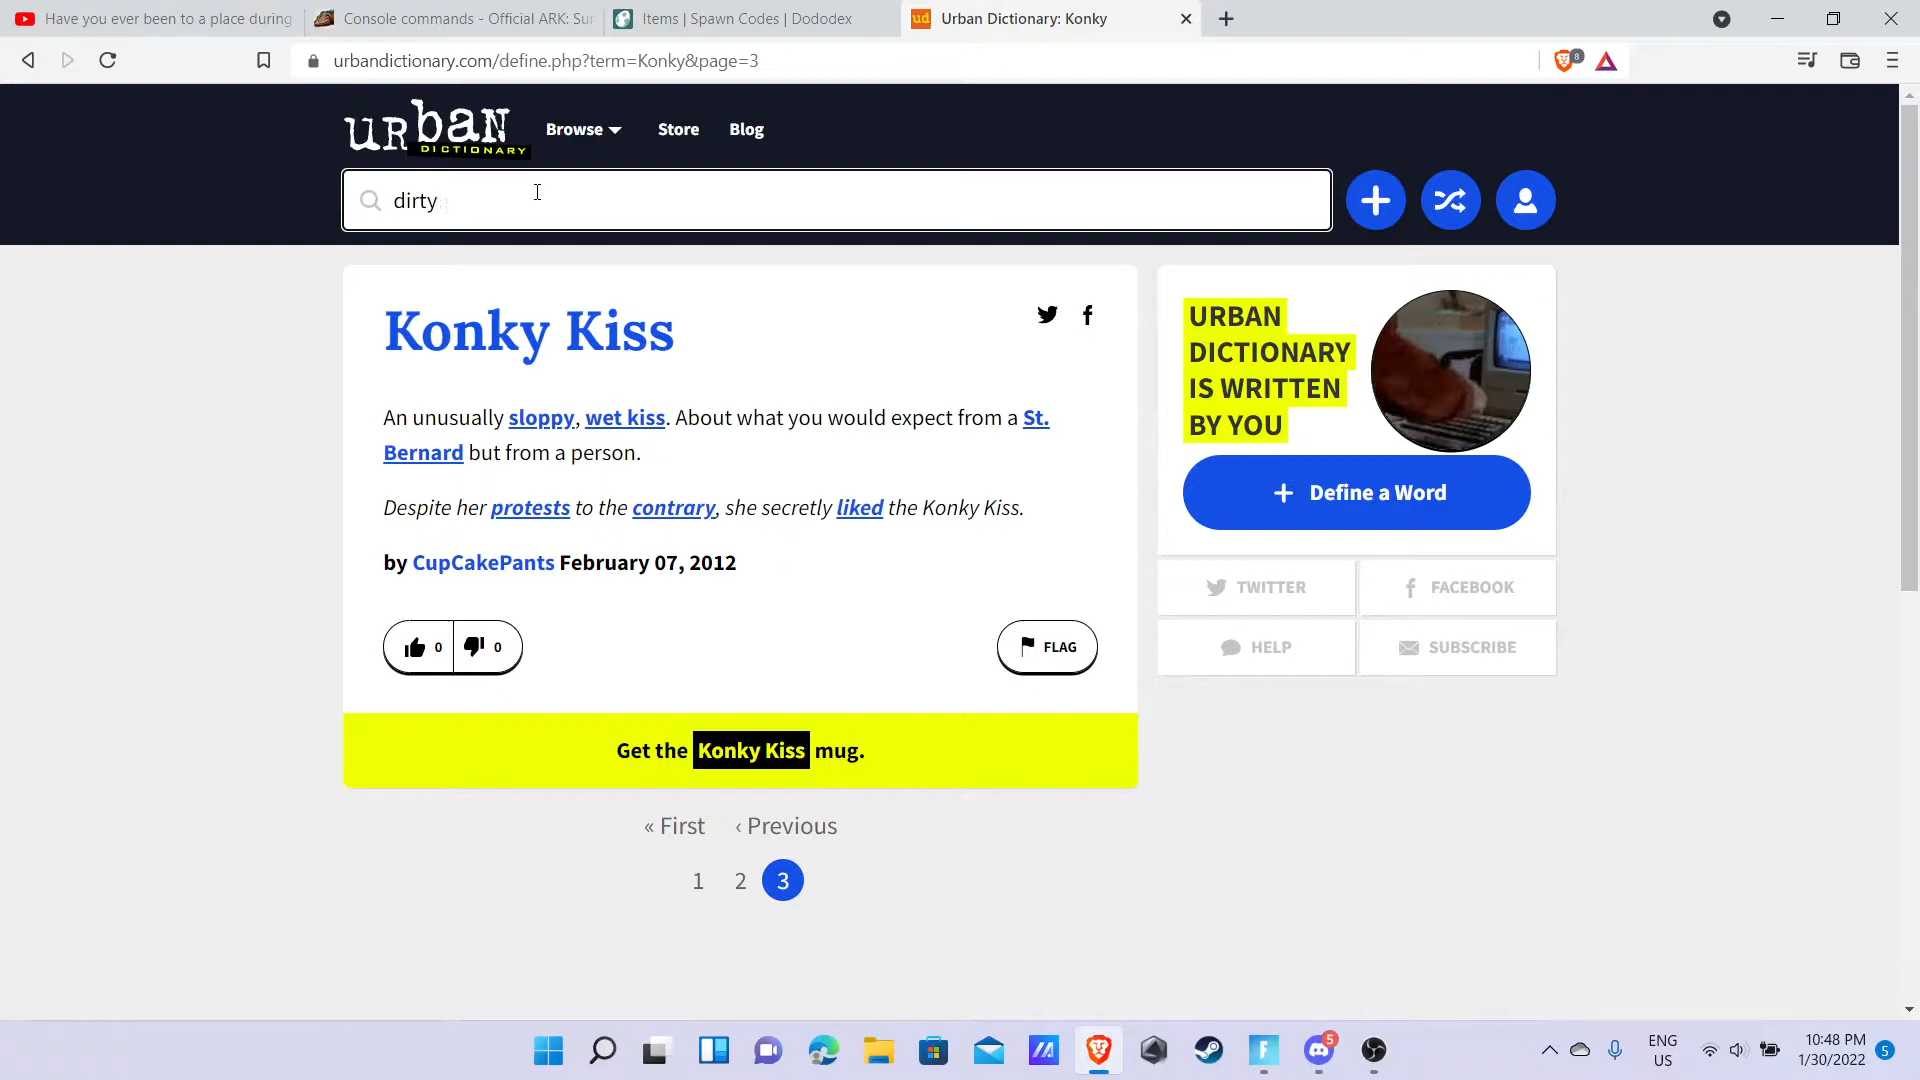 Have you ever been to a place during
Console commands - Official ARK: Sur
Items | Spawn Codes | Dododex
ud
Urban Dictionary: Konky
urbandictionary.com/define.php?term=Konky&page=3
8
urban
DICTIONARY
Browse
Store
Blog
dirty
Konky Kiss
An unusually sloppy, wet kiss. About what you would expect from a St.
Bernard but from a person.
Despite her protests to the contrary, she secretly liked the Konky Kiss.
by CupCakePants February 07, 2012
0
0
FLAG
Get the Konky Kiss mug.
« First ‹ Previous
1 2 3
URBAN
DICTIONARY
IS WRITTEN
BY YOU
+ Define a Word
TWITTER
FACEBOOK
HELP
SUBSCRIBE
5
ENG
US
10:48 PM
1/30/2022
5